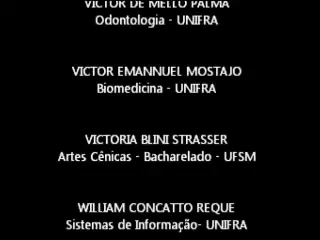 VICTOR DE MELLO PALMA
Odontologia - UNIFRA
VICTOR EMANNUEL MOSTAJO
Biomedicina - UNIFRA
VICTORIA BLINI STRASSER
Artes Cênicas - Bacharelado - UFSM
WILLIAM CONCATTO REQUE
Sistemas de Informação- UNIFRA